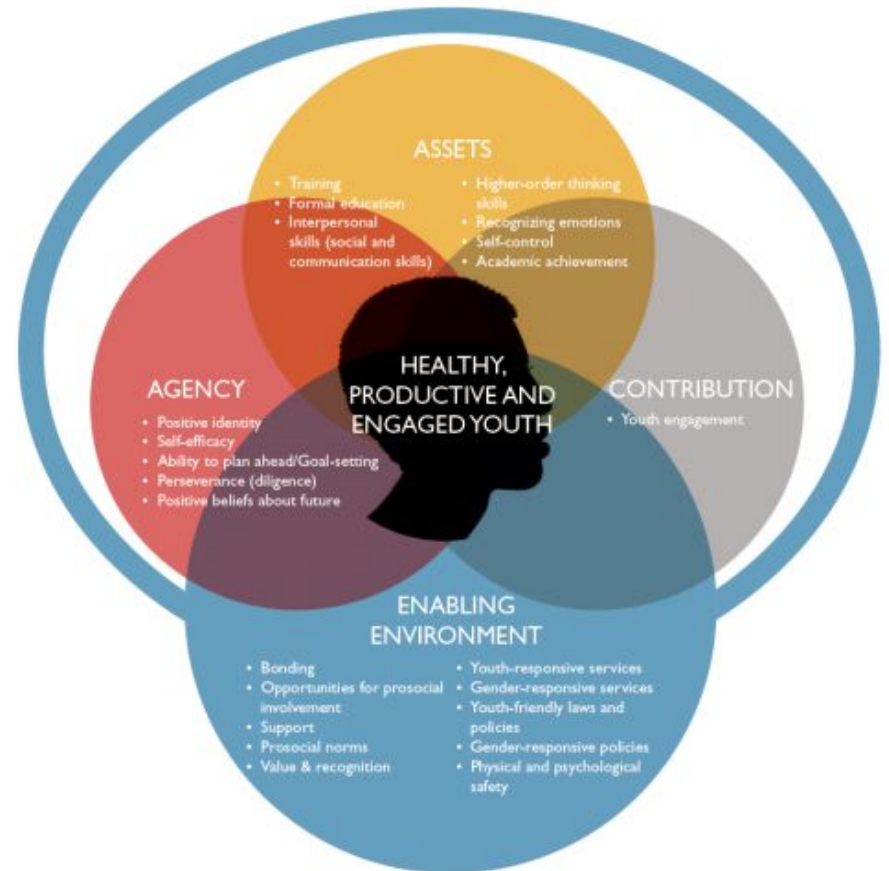 ASSETS
• Training
• Formal education
• Interpersonal
skills (social and
communication skills)
• Higher-order thinking
skills
• Recognizing emotions
• Self-control
• Academic achievement
HEALTHY,
PRODUCTIVE AND
ENGAGED YOUTH
AGENCY
• Positive identity
• Self-efficacy
• Ability to plan ahead/Goal-setting
• Perseverance (diligence)
• Positive beliefs about future
CONTRIBUTION
• Youth engagement
ENABLING
ENVIRONMENT
• Bonding
• Opportunities for prosocial
involvement
• Support
• Prosocial norms
• Value & recognition
• Youth-responsive services
• Gender-responsive services
• Youth-friendly laws and
policies
• Gender-responsive policies
• Physical and psychological
safety